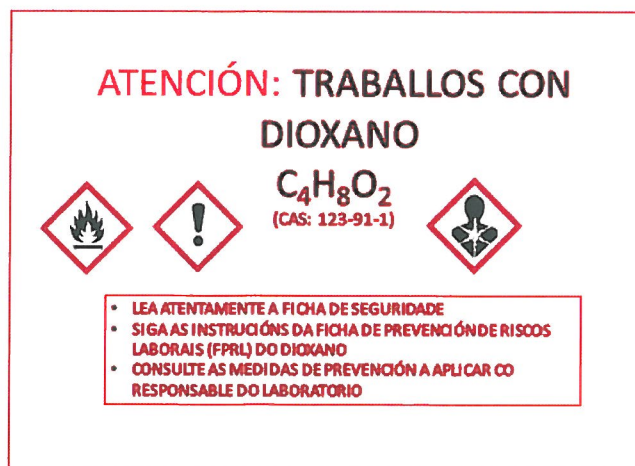 ATENCIÓN: TRABALLOS CON
DIOXANO
C₄H₈O₂
(CAS: 123-91-1)
• LEA ATENTAMENTE A FICHA DE SEGURIDADE
• SIGA AS INSTRUCIÓNS DA FICHA DE PREVENCIÓN DE RISCOS
LABORAIS (FPRL) DO DIOXANO
• CONSULTE AS MEDIDAS DE PREVENCIÓN A APLICAR CO
RESPONSABLE DO LABORATORIO